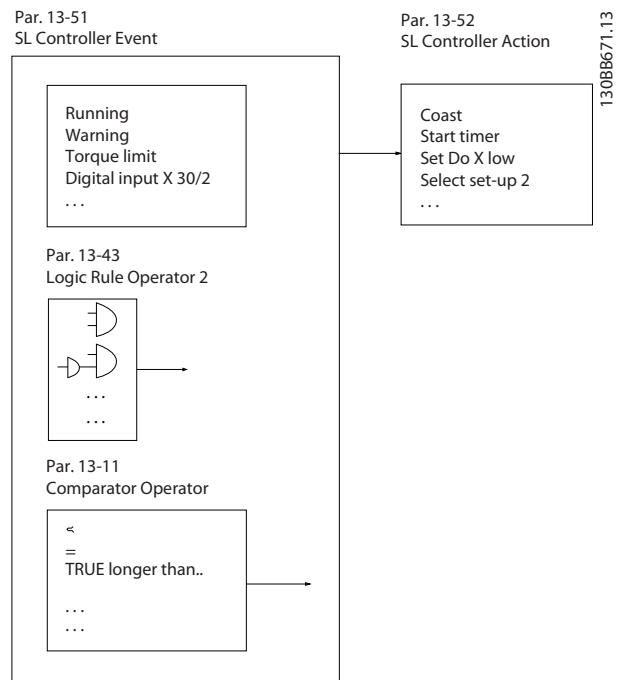 Par. 13-51
SL Controller Event
Par. 13-52
SL Controller Action
130BB671.13
Running
Warning
Torque limit
Digital input X 30/2
. . .
Coast
Start timer
Set Do X low
Select set-up 2
. . .
Par. 13-43
Logic Rule Operator 2
. . .
. . .
Par. 13-11
Comparator Operator
<
=
TRUE longer than..
. . .
. . .